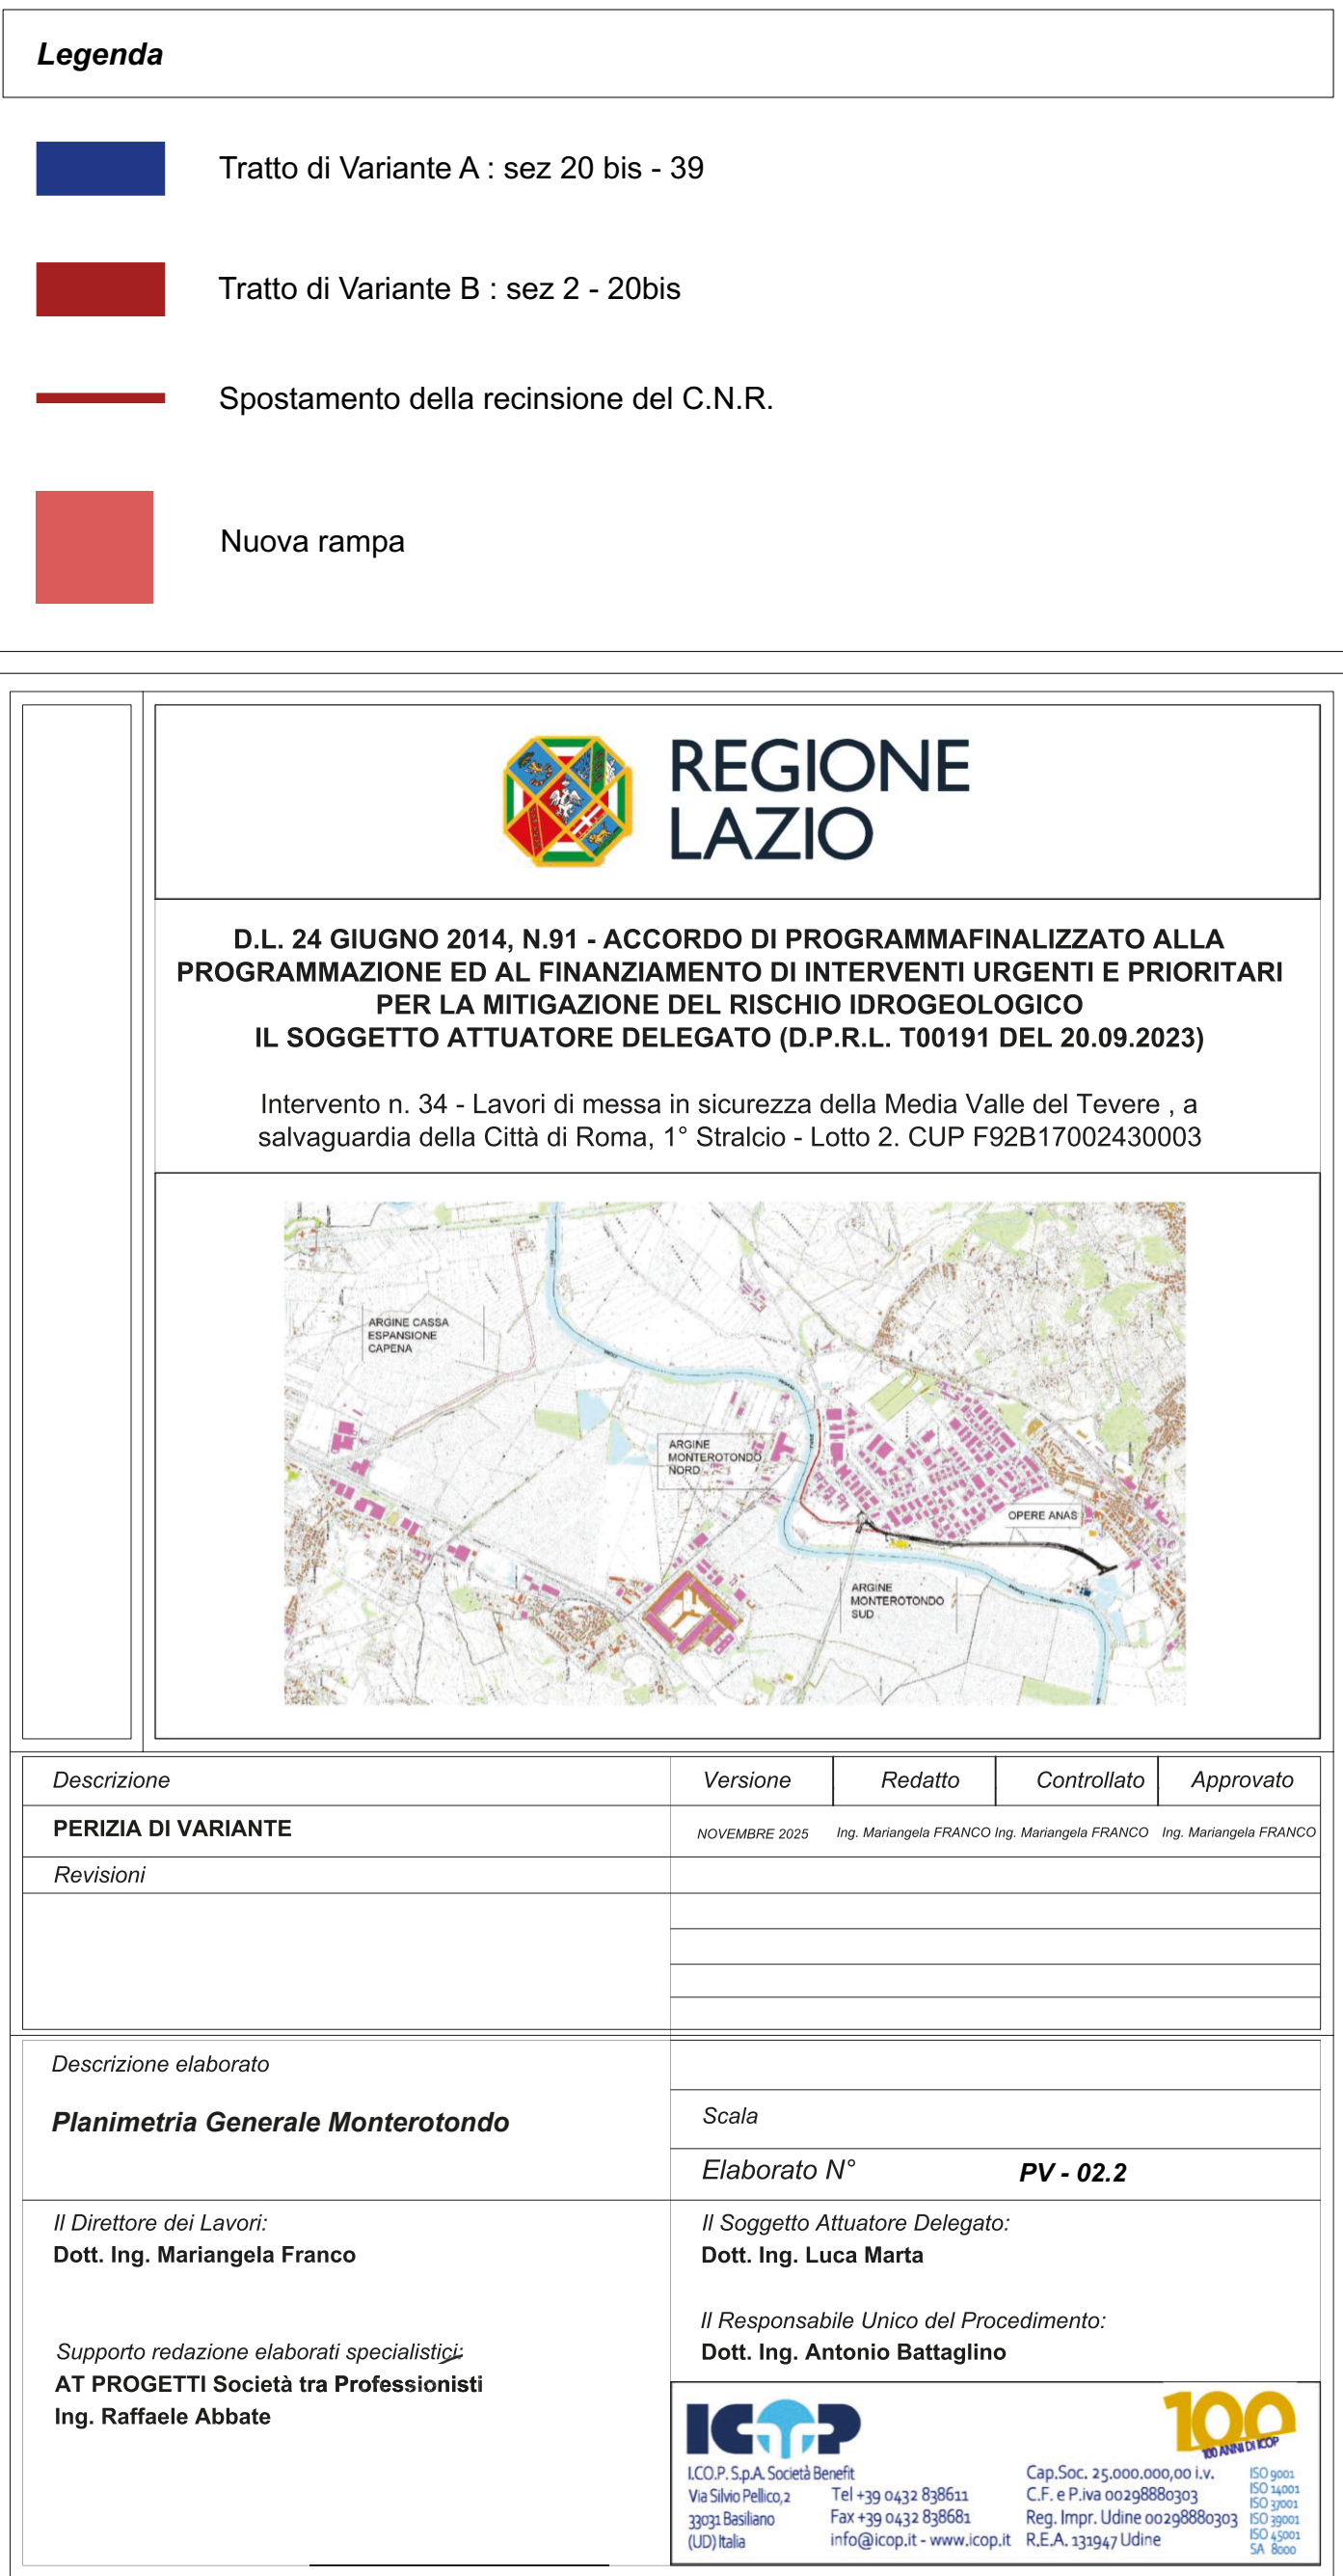 Legenda
Tratto di Variante A : sez 20 bis - 39
Tratto di Variante B : sez 2 - 20bis
Spostamento della recinsione del C.N.R.
Nuova rampa
REGIONE
LAZIO
D.L. 24 GIUGNO 2014, N.91 - ACCORDO DI PROGRAMMAFINALIZZATO ALLA
PROGRAMMAZIONE ED AL FINANZIAMENTO DI INTERVENTI URGENTI E PRIORITARI
PER LA MITIGAZIONE DEL RISCHIO IDROGEOLOGICO
IL SOGGETTO ATTUATORE DELEGATO (D.P.R.L. T00191 DEL 20.09.2023)
Intervento n. 34 - Lavori di messa in sicurezza della Media Valle del Tevere , a
salvaguardia della Città di Roma, 1° Stralcio - Lotto 2. CUP F92B17002430003
ARGINE CASSA
ESPANSIONE
CAPENA
ARGINE
MONTEROTONDO
NORD
OPERE ANAS
ARGINE
MONTEROTONDO
SUD
Descrizione Versione Redatto Controllato Approvato
PERIZIA DI VARIANTE NOVEMBRE 2025 Ing. Mariangela FRANCO Ing. Mariangela FRANCO Ing. Mariangela FRANCO
Revisioni
Descrizione elaborato
Planimetria Generale Monterotondo
Scala
Elaborato N° PV - 02.2
Il Direttore dei Lavori:
Dott. Ing. Mariangela Franco
Il Soggetto Attuatore Delegato:
Dott. Ing. Luca Marta
Il Responsabile Unico del Procedimento:
Dott. Ing. Antonio Battaglino
Supporto redazione elaborati specialistici:
AT PROGETTI Società tra Professionisti
Ing. Raffaele Abbate
ICOP
100
100 ANNI DI ICOP
I.CO.P. S.p.A. Società Benefit
Via Silvio Pellico,2
33031 Basiliano
(UD) Italia
Tel +39 0432 838611
Fax +39 0432 838681
info@icop.it - www.icop.it
Cap.Soc. 25.000.000,00 i.v.
C.F. e P.iva 00298880303
Reg. Impr. Udine 00298880303
R.E.A. 131947 Udine
ISO 9001
ISO 14001
ISO 37001
ISO 39001
ISO 45001
SA 8000